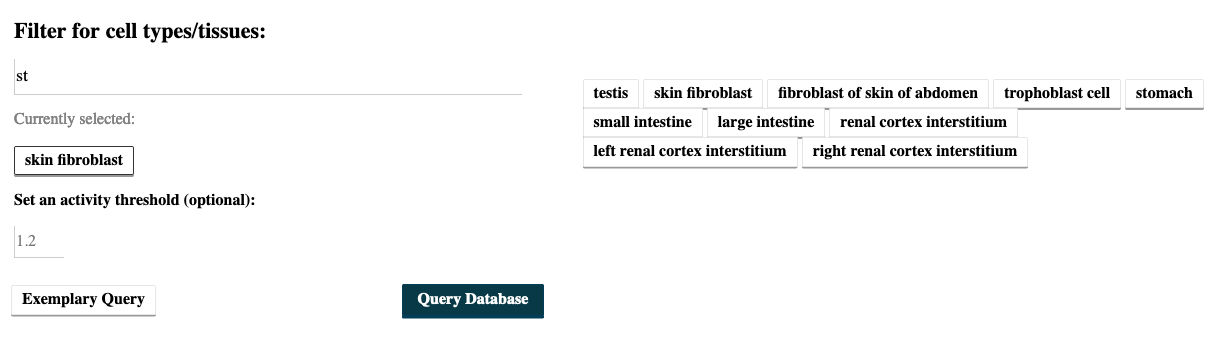 Filter for cell types/tissues:
st
Currently selected:
skin fibroblast
Set an activity threshold (optional):
1.2
Exemplary Query
Query Database
testis skin fibroblast fibroblast of skin of abdomen trophoblast cell stomach
small intestine large intestine renal cortex interstitium
left renal cortex interstitium right renal cortex interstitium